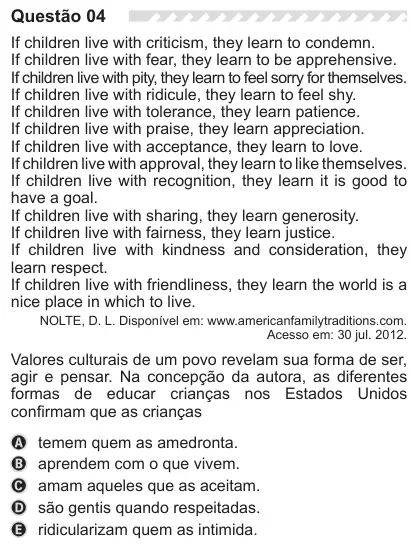 Questão 04
If children live with criticism, they learn to condemn.
If children live with fear, they learn to be apprehensive.
If children live with pity, they learn to feel sorry for themselves.
If children live with ridicule, they learn to feel shy.
If children live with tolerance, they learn patience.
If children live with praise, they learn appreciation.
If children live with acceptance, they learn to love.
If children live with approval, they learn to like themselves.
If children live with recognition, they learn it is good to
have a goal.
If children live with sharing, they learn generosity.
If children live with fairness, they learn justice.
If children live with kindness and consideration, they
learn respect.
If children live with friendliness, they learn the world is a
nice place in which to live.
NOLTE, D. L. Disponível em: www.americanfamilytraditions.com.
Acesso em: 30 jul. 2012.
Valores culturais de um povo revelam sua forma de ser,
agir e pensar. Na concepção da autora, as diferentes
formas de educar crianças nos Estados Unidos
confirmam que as crianças
A temem quem as amedronta.
B aprendem com o que vivem.
C amam aqueles que as aceitam.
D são gentis quando respeitadas.
E ridicularizam quem as intimida.